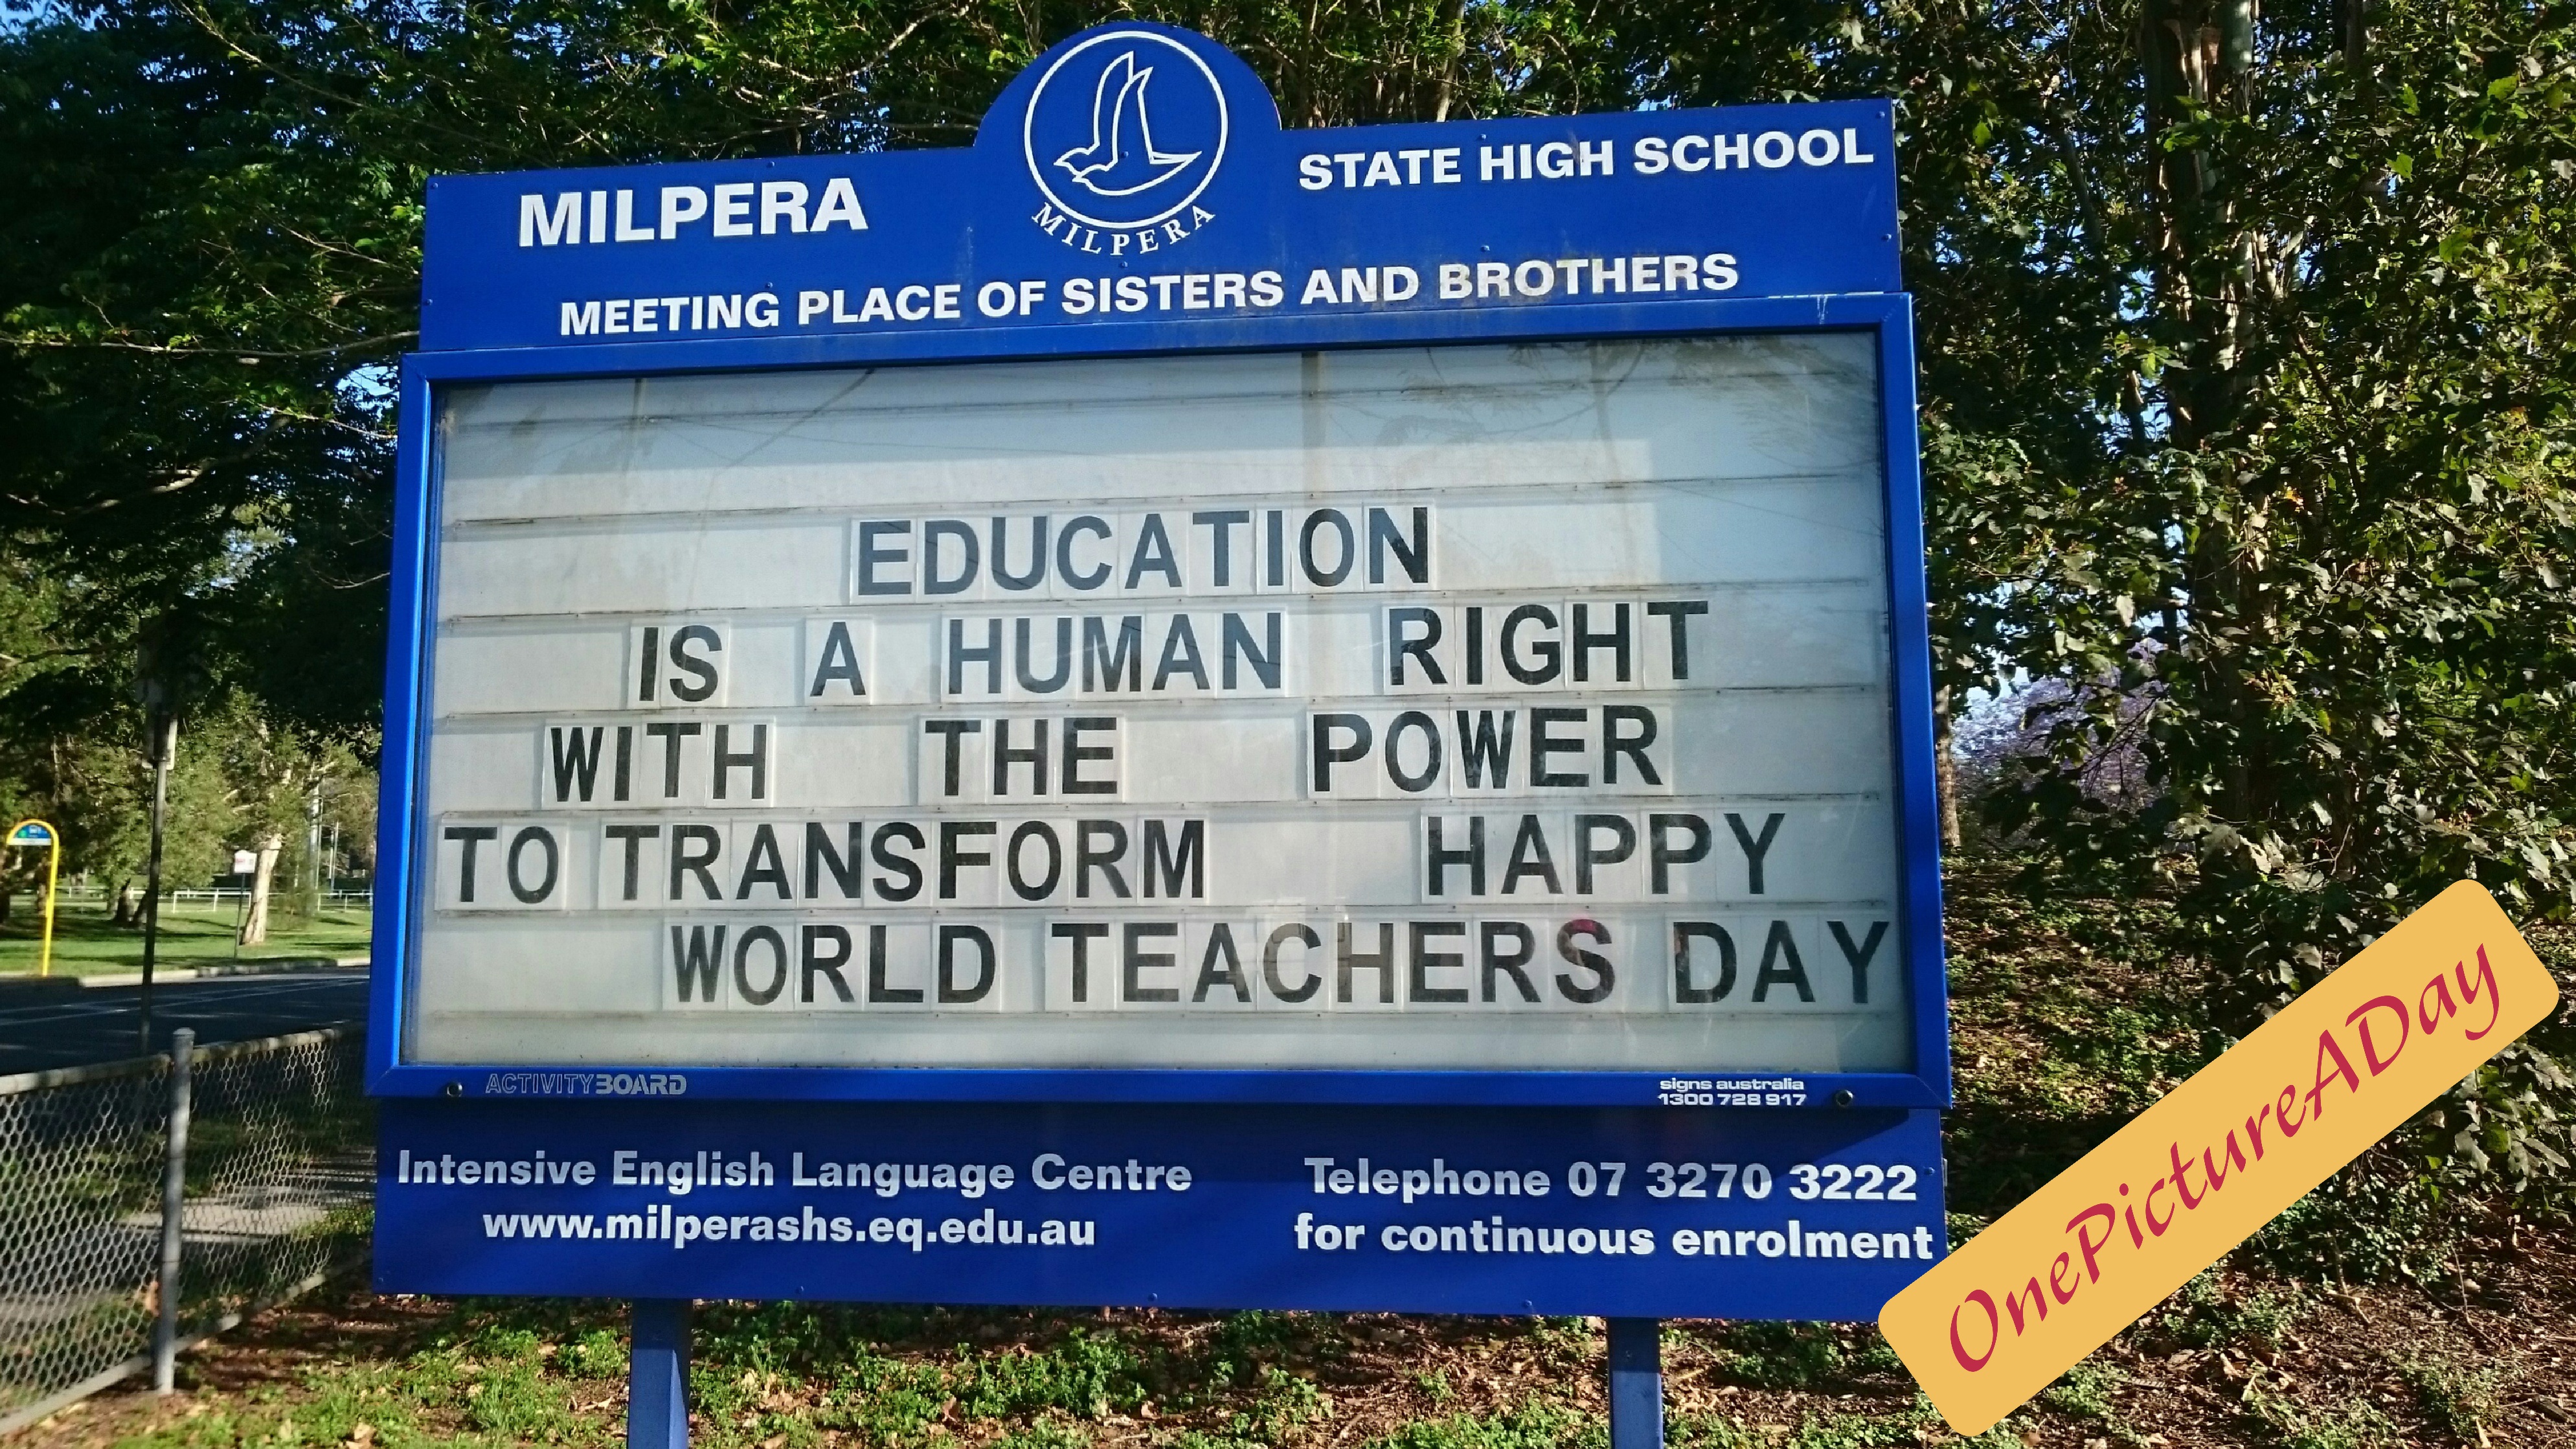 MILPERA
STATE HIGH SCHOOL
MILPERA
MEETING PLACE OF SISTERS AND BROTHERS
EDUCATION
IS A HUMAN RIGHT
WITH THE POWER
TO TRANSFORM HAPPY
WORLD TEACHERS DAY
ACTIVITYBOARD
signs australia
1300 728 917
Intensive English Language Centre
www.milperashs.eq.edu.au
Telephone 07 3270 3222
for continuous enrolment
OnePictureADay